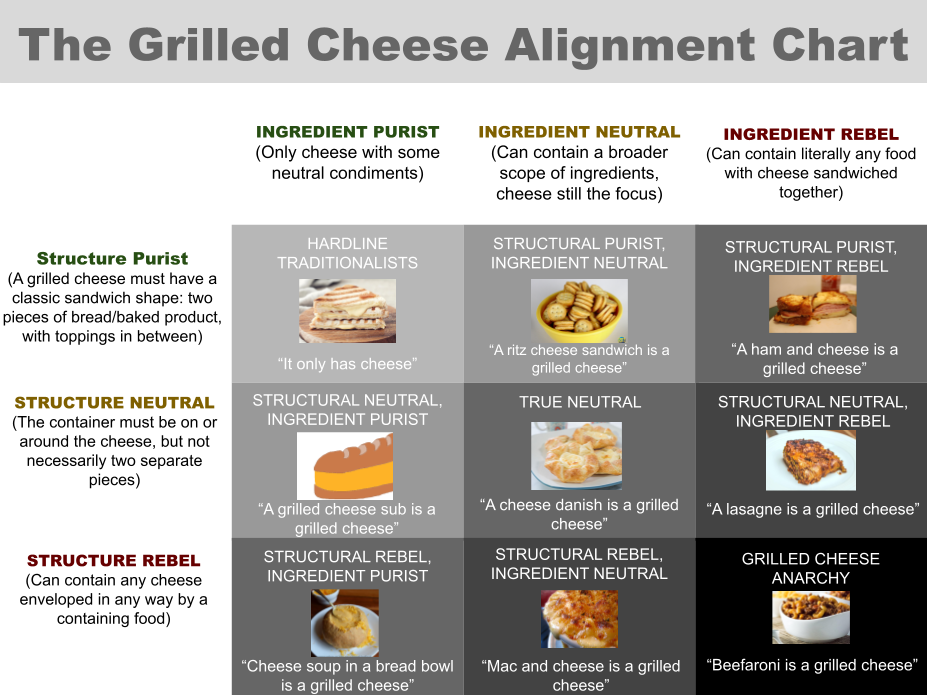 The Grilled Cheese Alignment Chart
INGREDIENT PURIST
(Only cheese with some
neutral condiments)
INGREDIENT NEUTRAL
(Can contain a broader
scope of ingredients,
cheese still the focus)
INGREDIENT REBEL
(Can contain literally any food
with cheese sandwiched
together)
Structure Purist
(A grilled cheese must have a
classic sandwich shape: two
pieces of bread/baked product,
with toppings in between)
HARDLINE
TRADITIONALISTS
“It only has cheese”
STRUCTURAL PURIST,
INGREDIENT NEUTRAL
“A ritz cheese sandwich is a
grilled cheese”
STRUCTURAL PURIST,
INGREDIENT REBEL
“A ham and cheese is a
grilled cheese”
STRUCTURE NEUTRAL
(The container must be on or
around the cheese, but not
necessarily two separate
pieces)
STRUCTURAL NEUTRAL,
INGREDIENT PURIST
“A grilled cheese sub is a
grilled cheese”
TRUE NEUTRAL
“A cheese danish is a grilled
cheese”
STRUCTURAL NEUTRAL,
INGREDIENT REBEL
“A lasagne is a grilled cheese”
STRUCTURE REBEL
(Can contain any cheese
enveloped in any way by a
containing food)
STRUCTURAL REBEL,
INGREDIENT PURIST
“Cheese soup in a bread bowl
is a grilled cheese”
STRUCTURAL REBEL,
INGREDIENT NEUTRAL
“Mac and cheese is a grilled
cheese”
GRILLED CHEESE
ANARCHY
“Beefaroni is a grilled cheese”